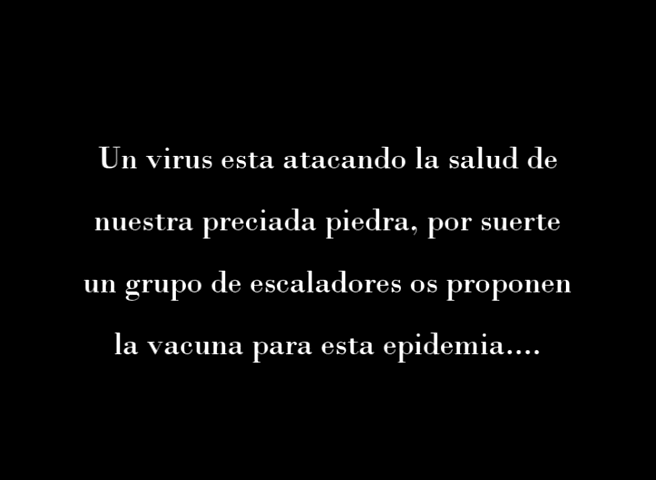 Un virus esta atacando la salud de
nuestra preciada piedra, por suerte
un grupo de escaladores os proponen
la vacuna para esta epidemia....